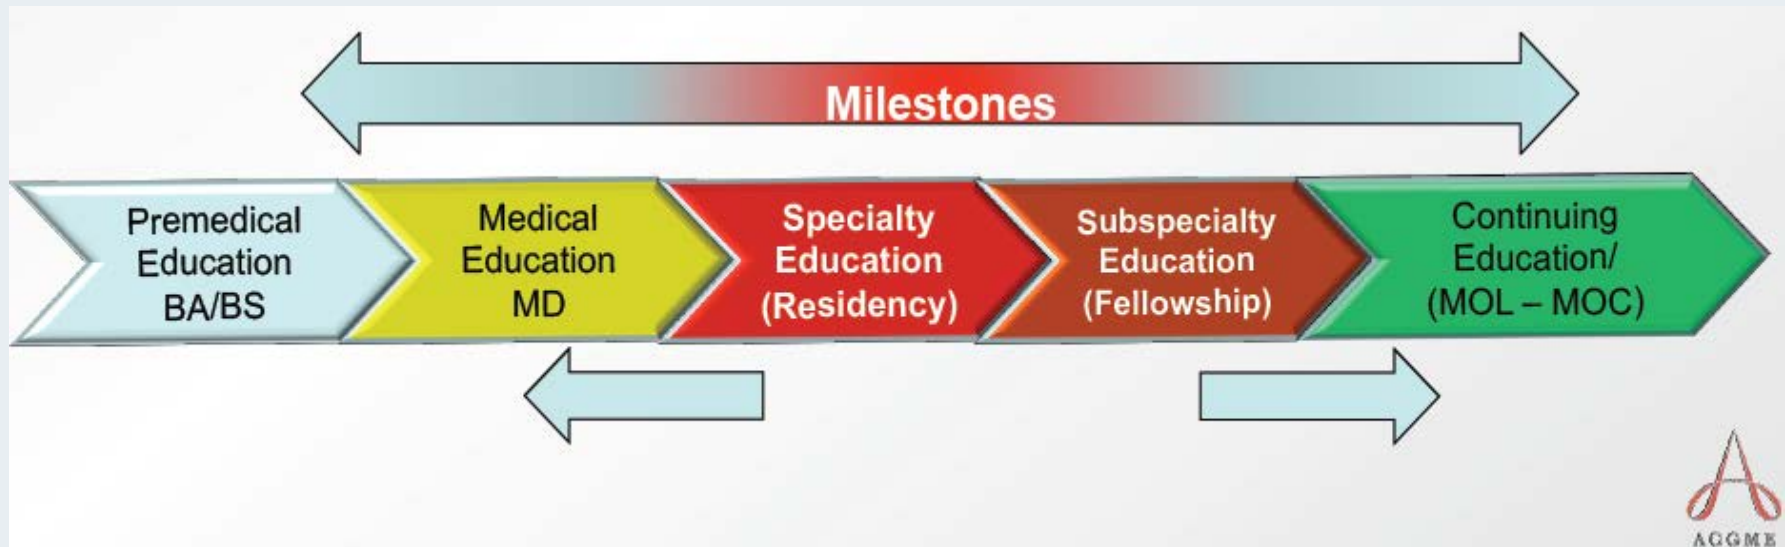 Milestones
Premedical
Education
BA/BS
Medical
Education
MD
Specialty
Education
(Residency)
Subspecialty
Education
(Fellowship)
Continuing
Education/
(MOL – MOC)
ACGME